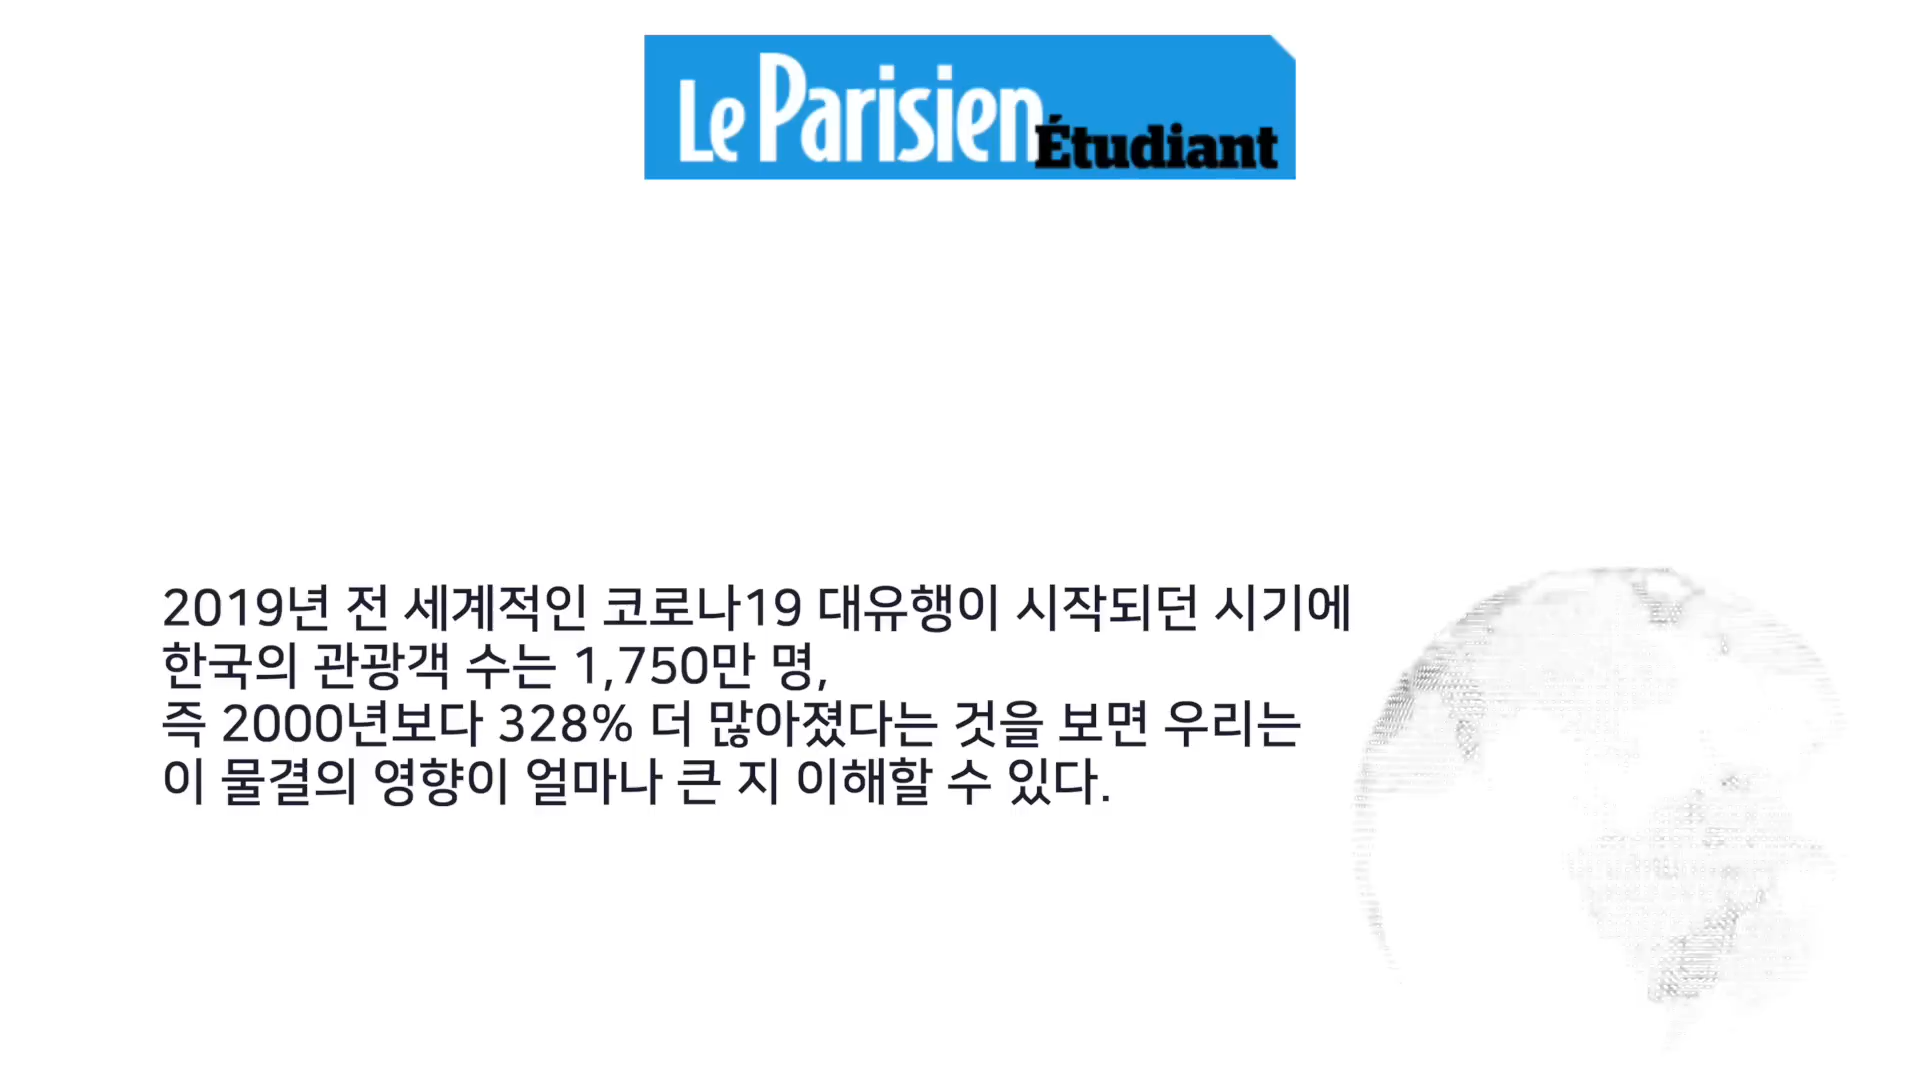 Le Parisien Étudiant
2019년 전 세계적인 코로나19 대유행이 시작되던 시기에
한국의 관광객 수는 1,750만 명,
즉 2000년보다 328% 더 많아졌다는 것을 보면 우리는
이 물결의 영향이 얼마나 큰 지 이해할 수 있다.